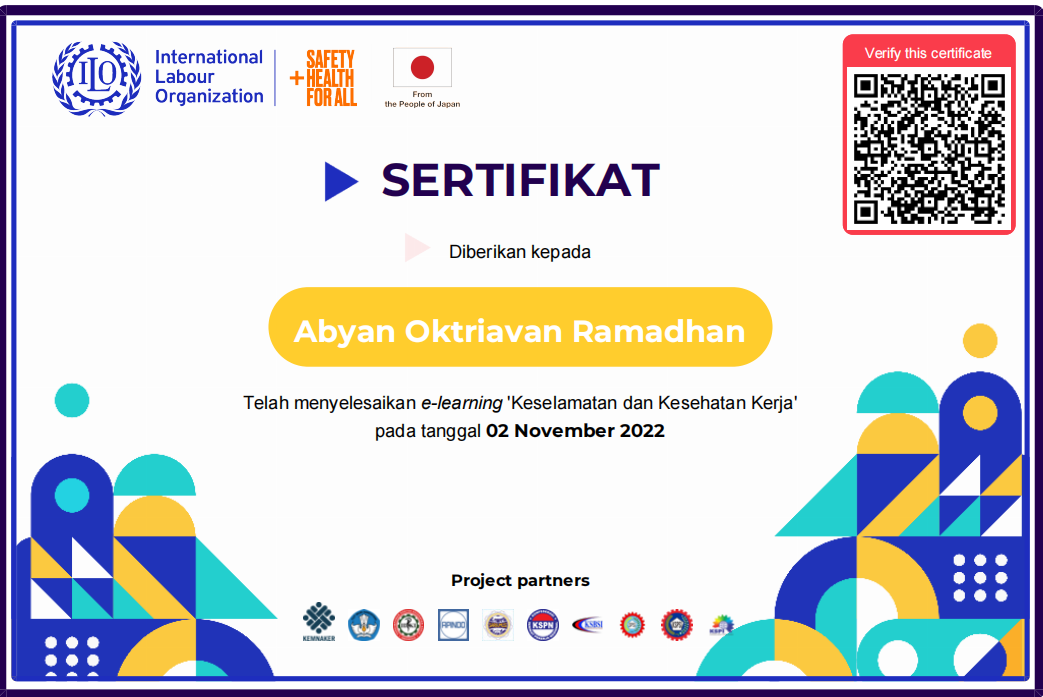 International
Labour
Organization
ILO
+ SAFETY
HEALTH
FOR ALL
From
the People of Japan
Verify this certificate
SERTIFIKAT
Diberikan kepada
Abyan Oktriavan Ramadhan
Telah menyelesaikan e-learning 'Keselamatan dan Kesehatan Kerja'
pada tanggal 02 November 2022
Project partners
KEMNAKER
APINDO
KSPN
KSBSI